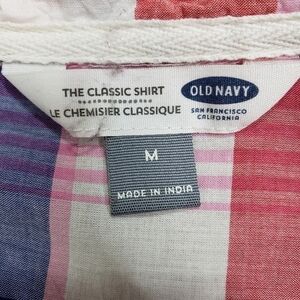 THE CLASSIC SHIRT
LE CHEMISIER CLASSIQUE
OLD NAVY
SAN FRANCISCO
CALIFORNIA
M
MADE IN INDIA